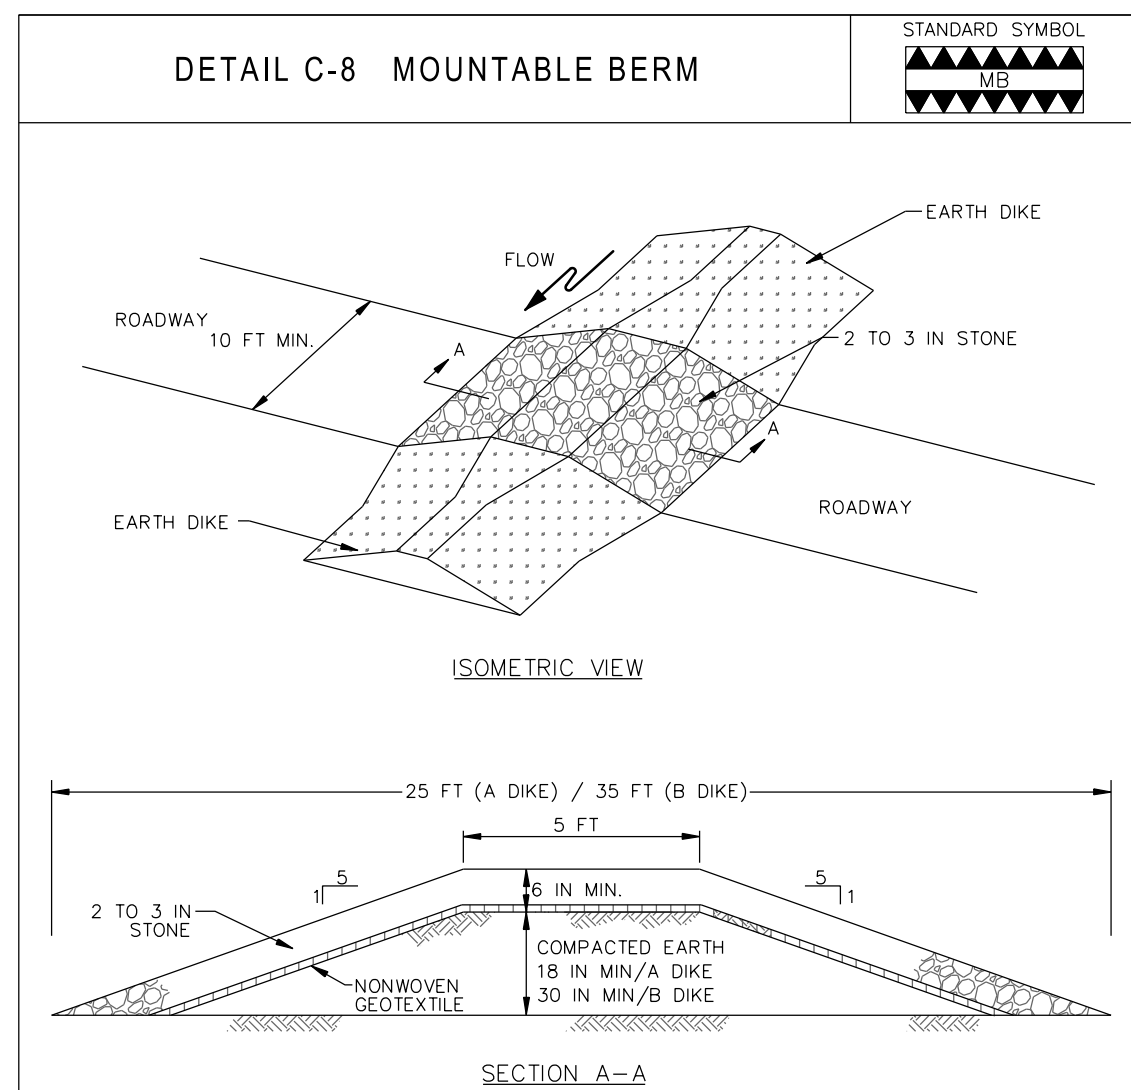 DETAIL C-8 MOUNTABLE BERM
STANDARD SYMBOL
MB
EARTH DIKE
FLOW
ROADWAY
10 FT MIN.
A
2 TO 3 IN STONE
A
EARTH DIKE
ROADWAY
ISOMETRIC VIEW
25 FT (A DIKE) / 35 FT (B DIKE)
5 FT
5
1
6 IN MIN.
5
1
2 TO 3 IN
STONE
COMPACTED EARTH
18 IN MIN/A DIKE
30 IN MIN/B DIKE
NONWOVEN
GEOTEXTILE
SECTION A-A